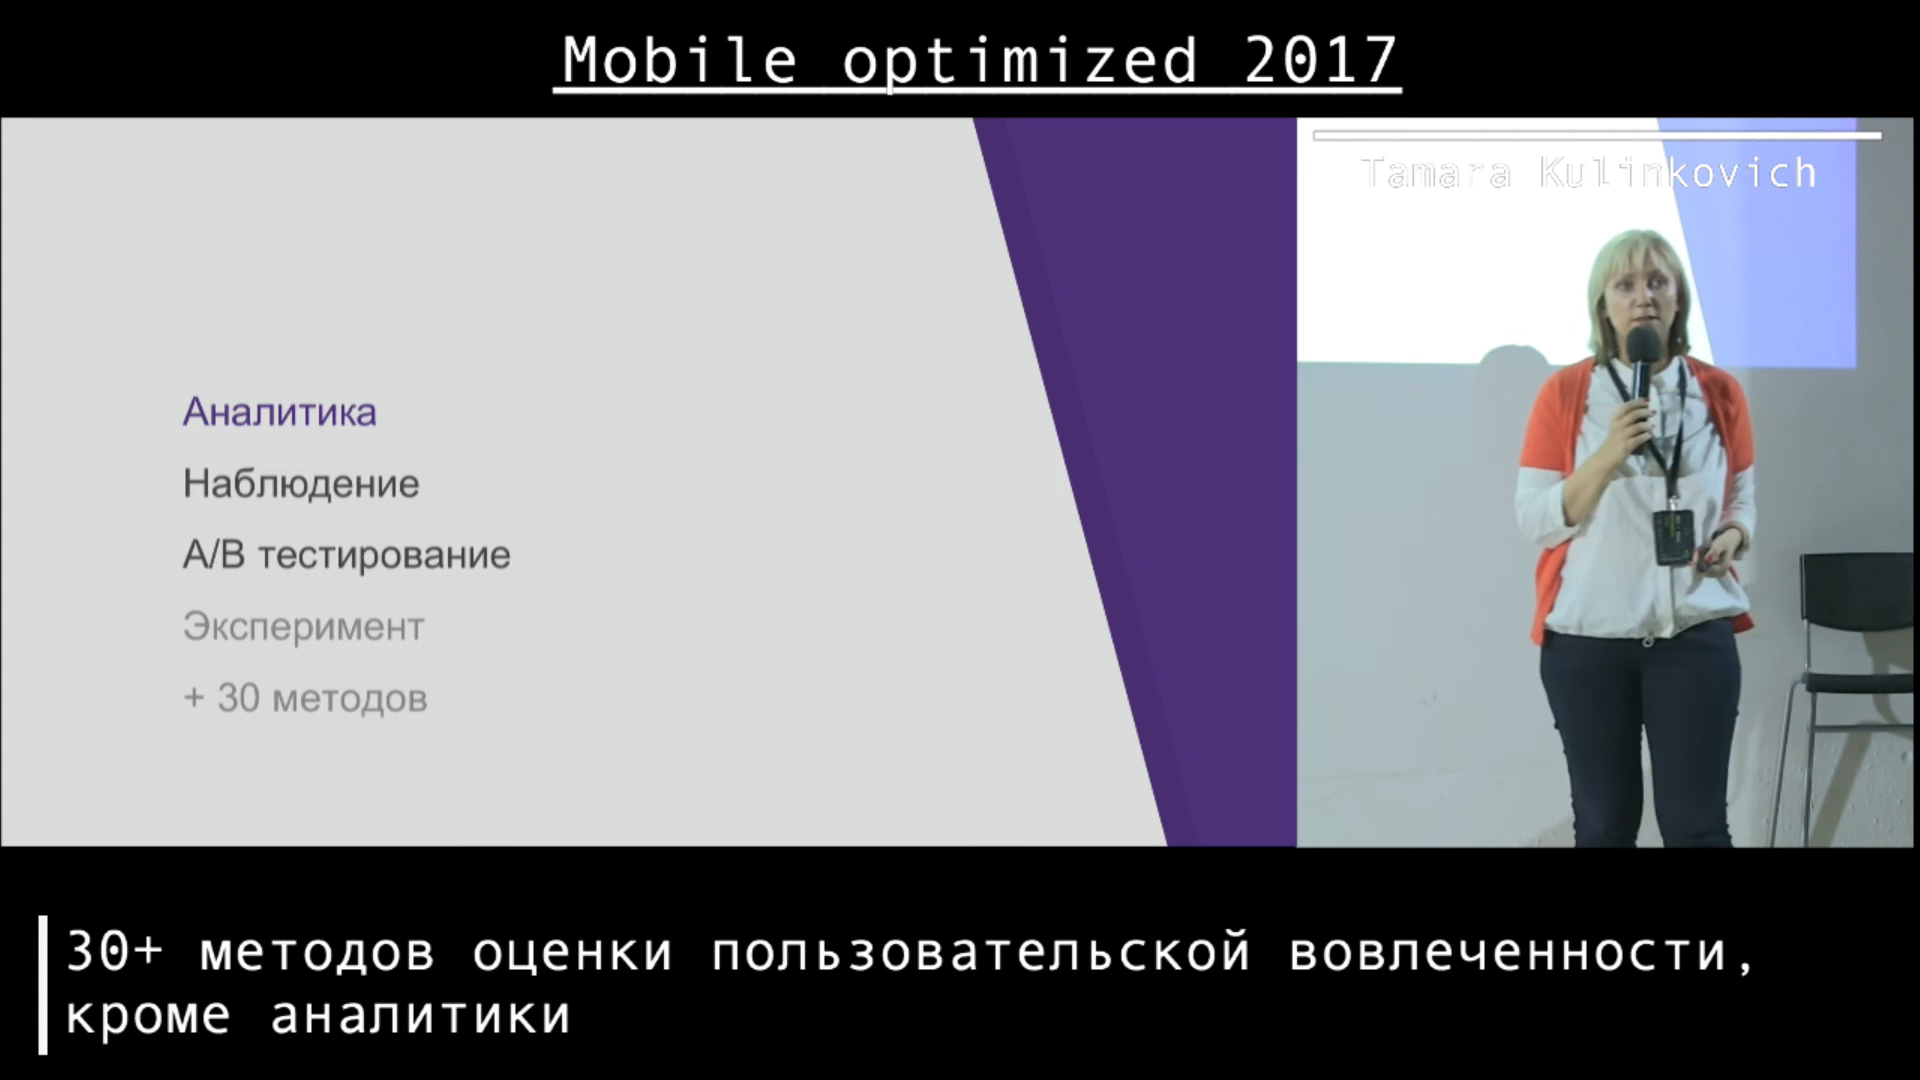 Mobile optimized 2017
Tamara Kulinkovich
Аналитика
Наблюдение
А/В тестирование
Эксперимент
+ 30 методов
30+ методов оценки пользовательской вовлеченности,
кроме аналитики